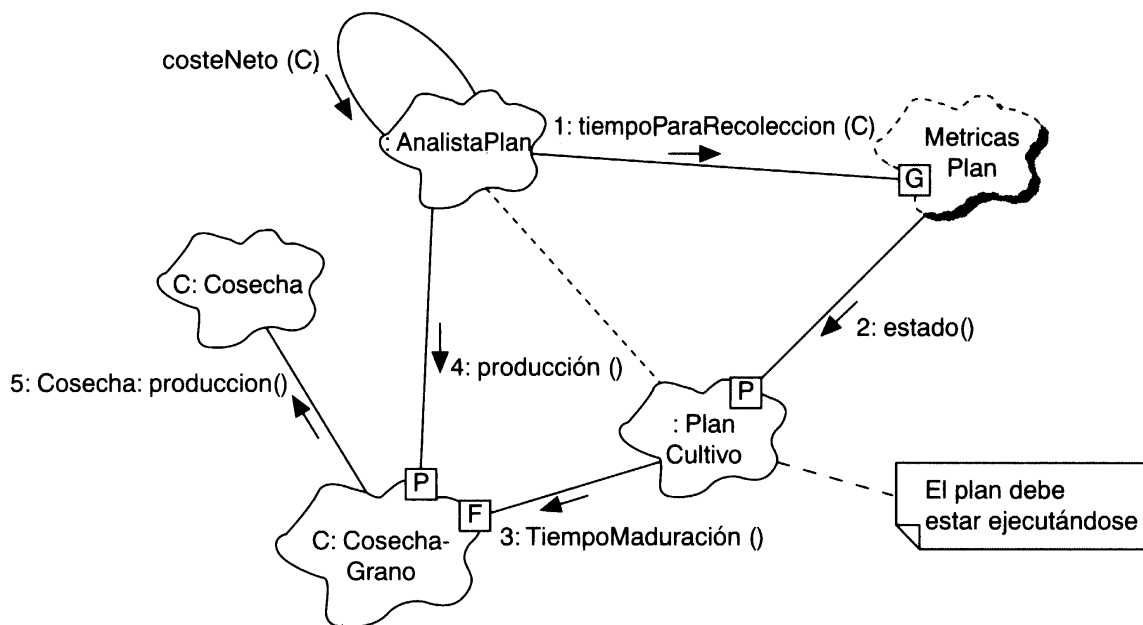 costeNeto (C)
: AnalistaPlan
1: tiempoParaRecoleccion (C)
Metricas
Plan
G
C: Cosecha
2: estado()
4: producción ()
5: Cosecha: produccion()
P
: Plan
Cultivo
P
F
El plan debe
estar ejecutándose
3: TiempoMaduración ()
C: Cosecha-
Grano